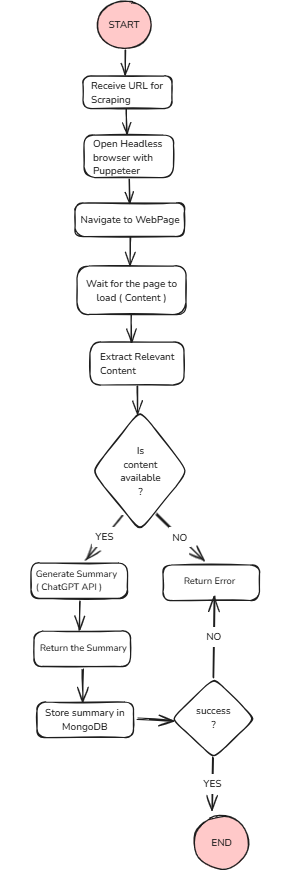 START
Receive URL for
Scraping
Open Headless
browser with
Puppeteer
Navigate to WebPage
Wait for the page to
load ( Content )
Extract Relevant
Content
Is
content
available
?
YES
NO
Generate Summary
( ChatGPT API )
Return Error
Return the Summary
NO
Store summary in
MongoDB
success
?
YES
END